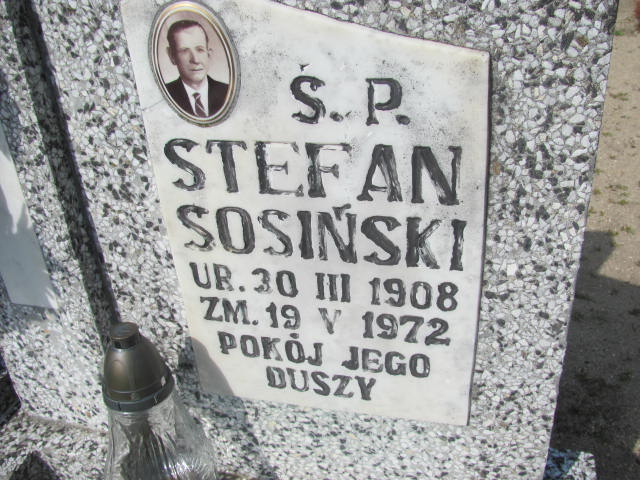 Ś. P.
STEFAN
SOSIŃSKI
UR. 30 III 1908
ZM. 19 V 1972
POKÓJ JEGO
DUSZY